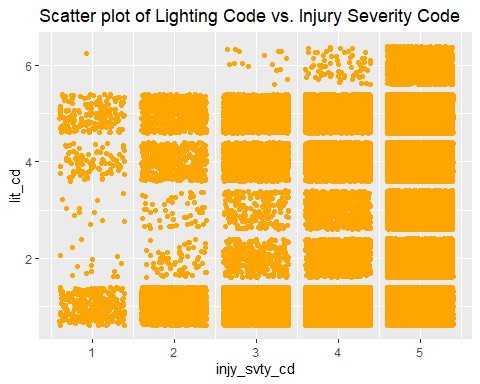 Scatter plot of Lighting Code vs. Injury Severity Code
6
4
2
lit_cd
1 2 3 4 5
injy_svty_cd